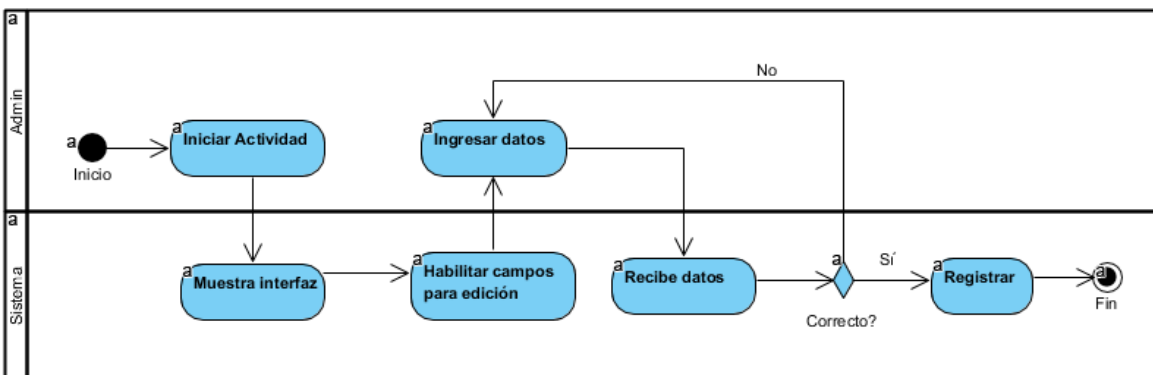 a
Admin
a
Inicio
a
Iniciar Actividad
a
Ingresar datos
No
a
Sistema
a
Muestra interfaz
a
Habilitar campos
para edición
a
Recibe datos
a
Correcto?
Sí
a
Registrar
a
Fin